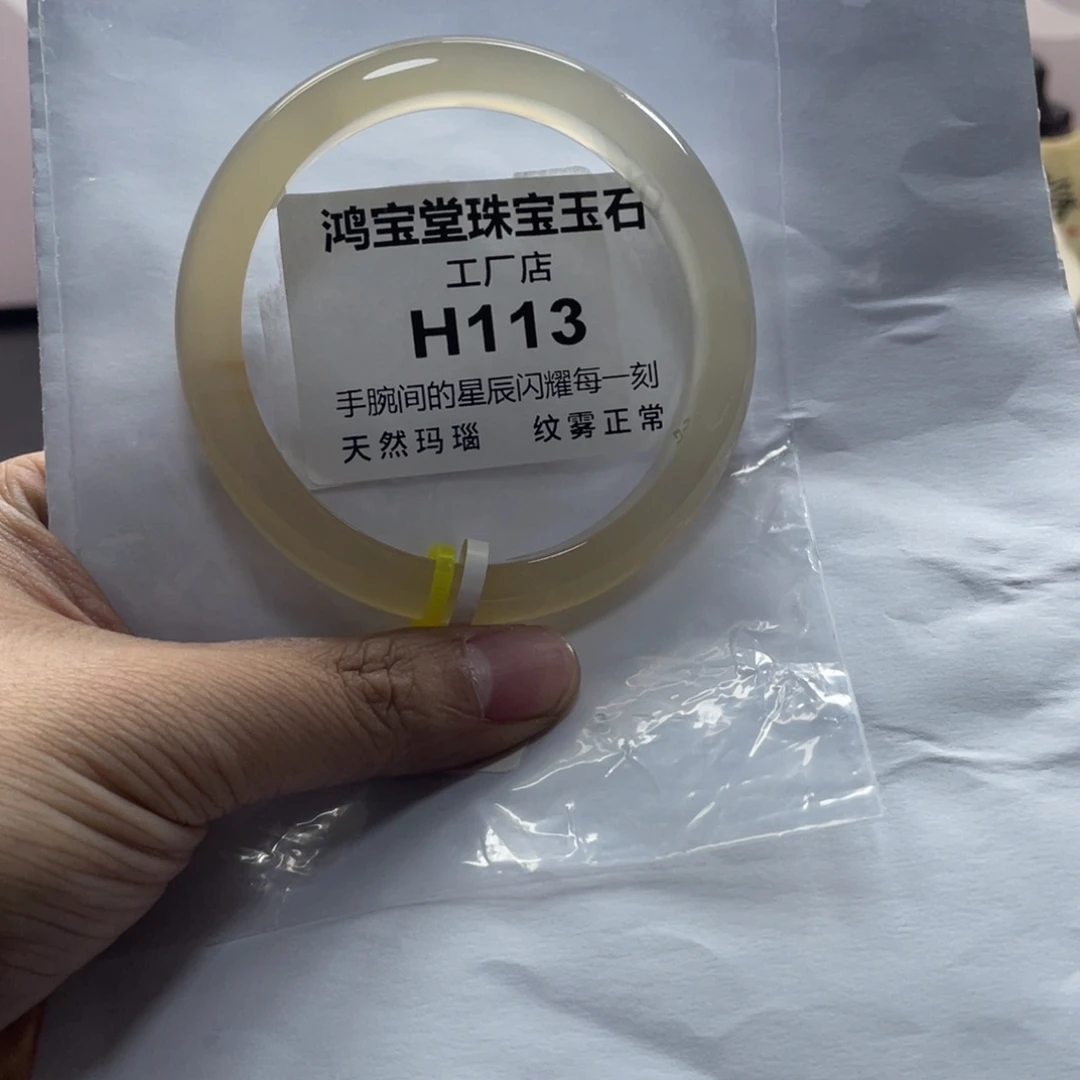 鸿宝堂珠宝玉石
工厂店
H113
手腕间的星辰闪耀每一刻
天然玛瑙 纹雾正常